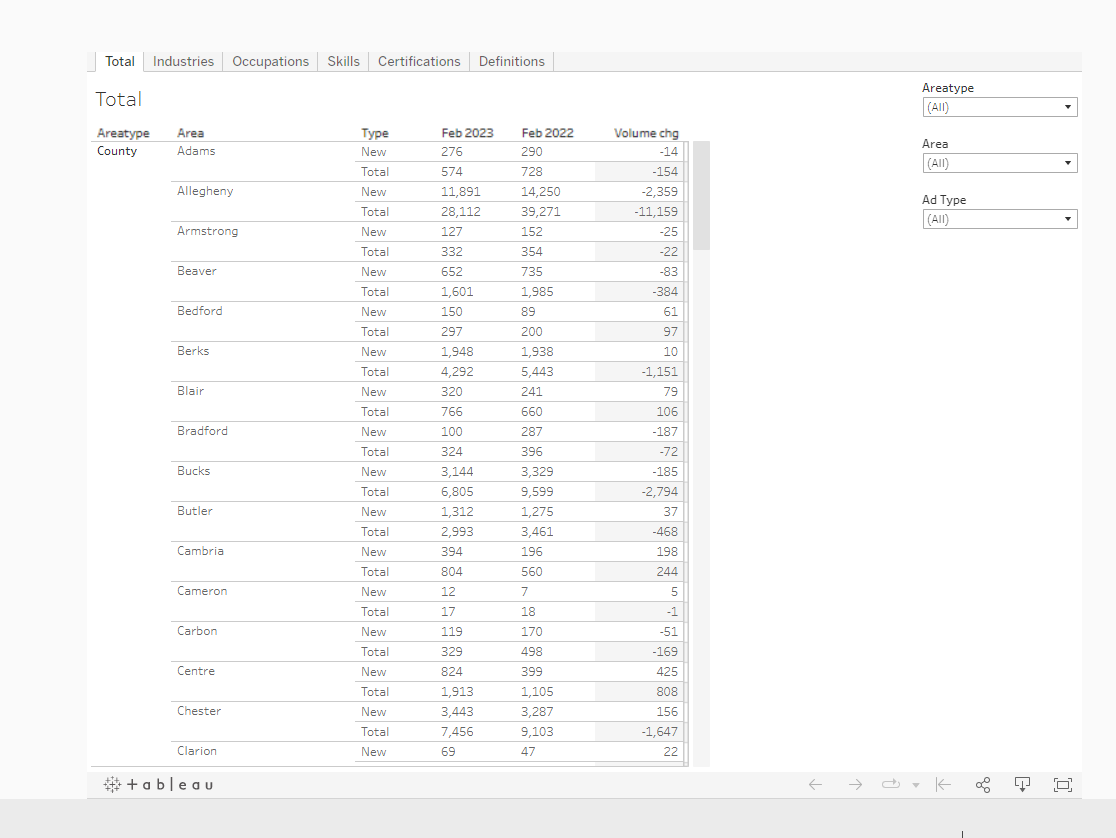 Total Industries Occupations Skills Certifications Definitions
Total
Areatype
(All)
Area
(All)
Ad Type
(All)
Areatype Area Type Feb 2023 Feb 2022 Volume chg
County Adams New 276 290 -14
Total 574 728 -154
Allegheny New 11,891 14,250 -2,359
Total 28,112 39,271 -11,159
Armstrong New 127 152 -25
Total 332 354 -22
Beaver New 652 735 -83
Total 1,601 1,985 -384
Bedford New 150 89 61
Total 297 200 97
Berks New 1,948 1,938 10
Total 4,292 5,443 -1,151
Blair New 320 241 79
Total 766 660 106
Bradford New 100 287 -187
Total 324 396 -72
Bucks New 3,144 3,329 -185
Total 6,805 9,599 -2,794
Butler New 1,312 1,275 37
Total 2,993 3,461 -468
Cambria New 394 196 198
Total 804 560 244
Cameron New 12 7 5
Total 17 18 -1
Carbon New 119 170 -51
Total 329 498 -169
Centre New 824 399 425
Total 1,913 1,105 808
Chester New 3,443 3,287 156
Total 7,456 9,103 -1,647
Clarion New 69 47 22
+ableau